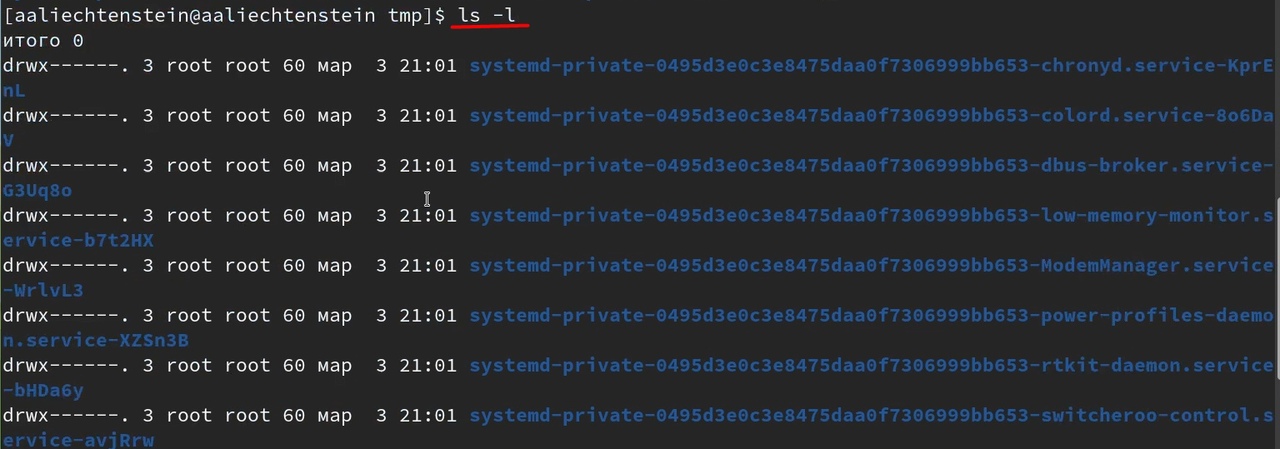 [aaliechtenstein@aaliechtenstein tmp]$ ls -l
итого 0
drwx------. 3 root root 60 мар  3 21:01 systemd-private-0495d3e0c3e8475daa0f7306999bb653-chronyd.service-KprE
nL
drwx------. 3 root root 60 мар  3 21:01 systemd-private-0495d3e0c3e8475daa0f7306999bb653-colord.service-8o6Da
V
drwx------. 3 root root 60 мар  3 21:01 systemd-private-0495d3e0c3e8475daa0f7306999bb653-dbus-broker.service-
G3Uq8o
drwx------. 3 root root 60 мар  3 21:01 systemd-private-0495d3e0c3e8475daa0f7306999bb653-low-memory-monitor.s
ervice-b7t2HX
drwx------. 3 root root 60 мар  3 21:01 systemd-private-0495d3e0c3e8475daa0f7306999bb653-ModemManager.service
-WrlvL3
drwx------. 3 root root 60 мар  3 21:01 systemd-private-0495d3e0c3e8475daa0f7306999bb653-power-profiles-daemo
n.service-XZSn3B
drwx------. 3 root root 60 мар  3 21:01 systemd-private-0495d3e0c3e8475daa0f7306999bb653-rtkit-daemon.service
-bHDa6y
drwx------. 3 root root 60 мар  3 21:01 systemd-private-0495d3e0c3e8475daa0f7306999bb653-switcheroo-control.s
ervice-avjRrw